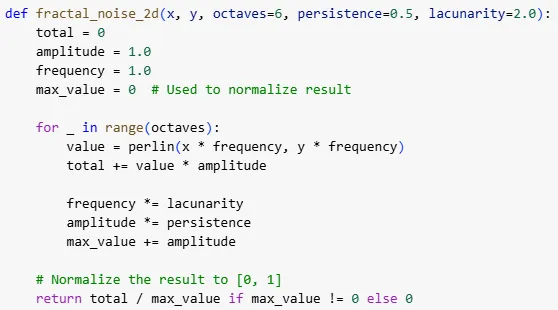 def fractal_noise_2d(x, y, octaves=6, persistence=0.5, lacunarity=2.0):
    total = 0
    amplitude = 1.0
    frequency = 1.0
    max_value = 0  # Used to normalize result

    for _ in range(octaves):
        value = perlin(x * frequency, y * frequency)
        total += value * amplitude

        frequency *= lacunarity
        amplitude *= persistence
        max_value += amplitude

    # Normalize the result to [0, 1]
    return total / max_value if max_value != 0 else 0